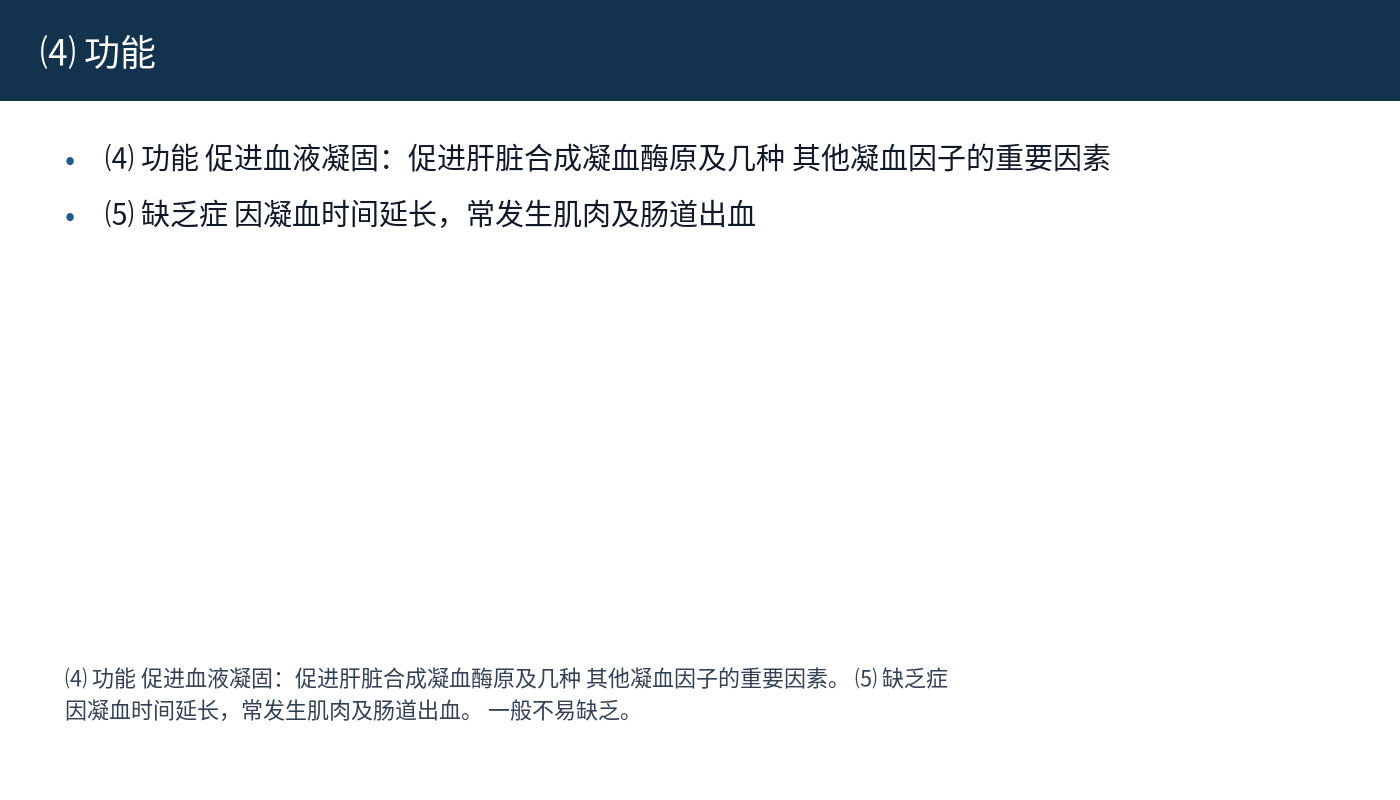 ⑷ 功能
• ⑷ 功能 促进血液凝固：促进肝脏合成凝血酶原及几种 其他凝血因子的重要因素
• ⑸ 缺乏症 因凝血时间延长，常发生肌肉及肠道出血
⑷ 功能 促进血液凝固：促进肝脏合成凝血酶原及几种 其他凝血因子的重要因素。 ⑸ 缺乏症
因凝血时间延长，常发生肌肉及肠道出血。 一般不易缺乏。